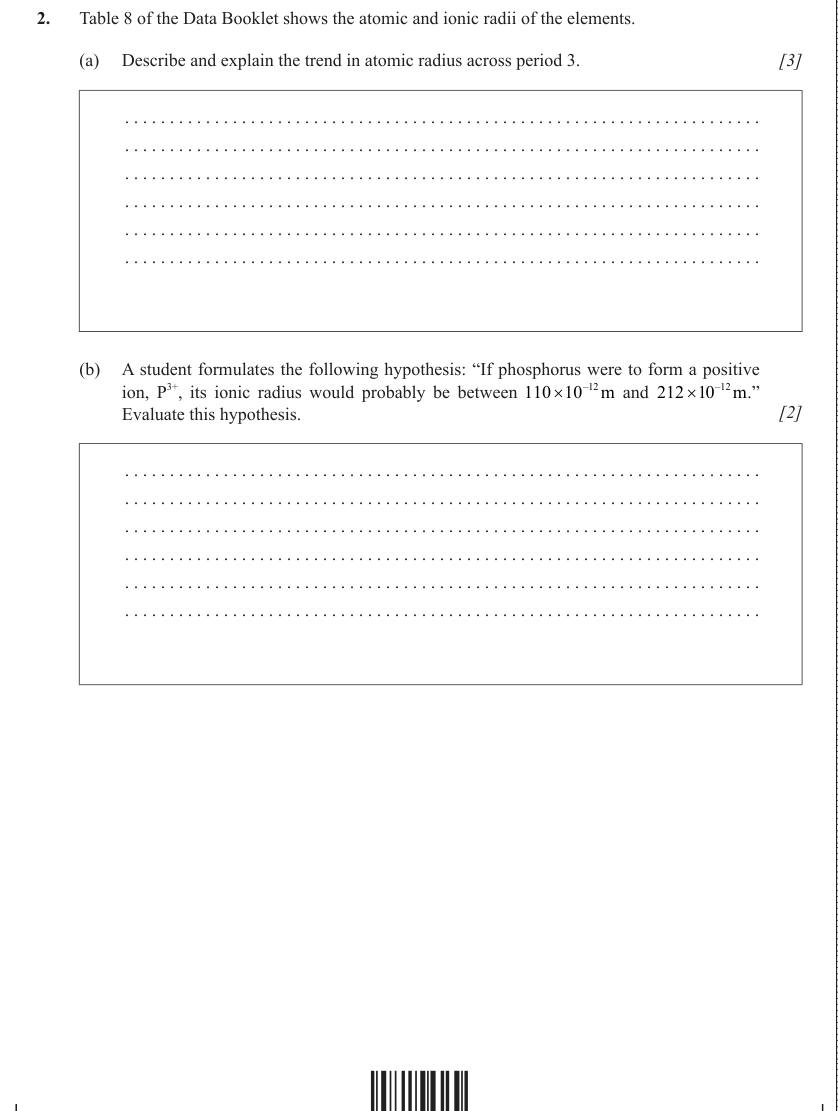 2. Table 8 of the Data Booklet shows the atomic and ionic radii of the elements.
(a) Describe and explain the trend in atomic radius across period 3. [3]
(b) A student formulates the following hypothesis: “If phosphorus were to form a positive
ion, P³⁺, its ionic radius would probably be between 110×10⁻¹²m and 212×10⁻¹²m.”
Evaluate this hypothesis. [2]